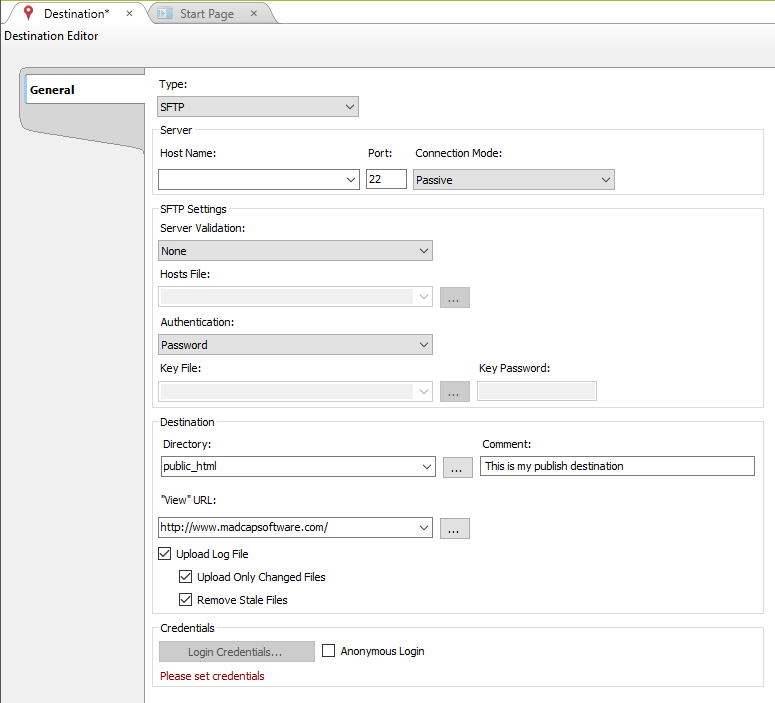 Destination* × Start Page ×
Destination Editor
General
Type:
SFTP
Server
Host Name: Port: Connection Mode:
22 Passive
SFTP Settings
Server Validation:
None
Hosts File:
...
Authentication:
Password
Key File: Key Password:
...
Destination
Directory: Comment:
public_html ... This is my publish destination
"View" URL:
http://www.madcapsoftware.com/ ...
Upload Log File
Upload Only Changed Files
Remove Stale Files
Credentials
Login Credentials... Anonymous Login
Please set credentials